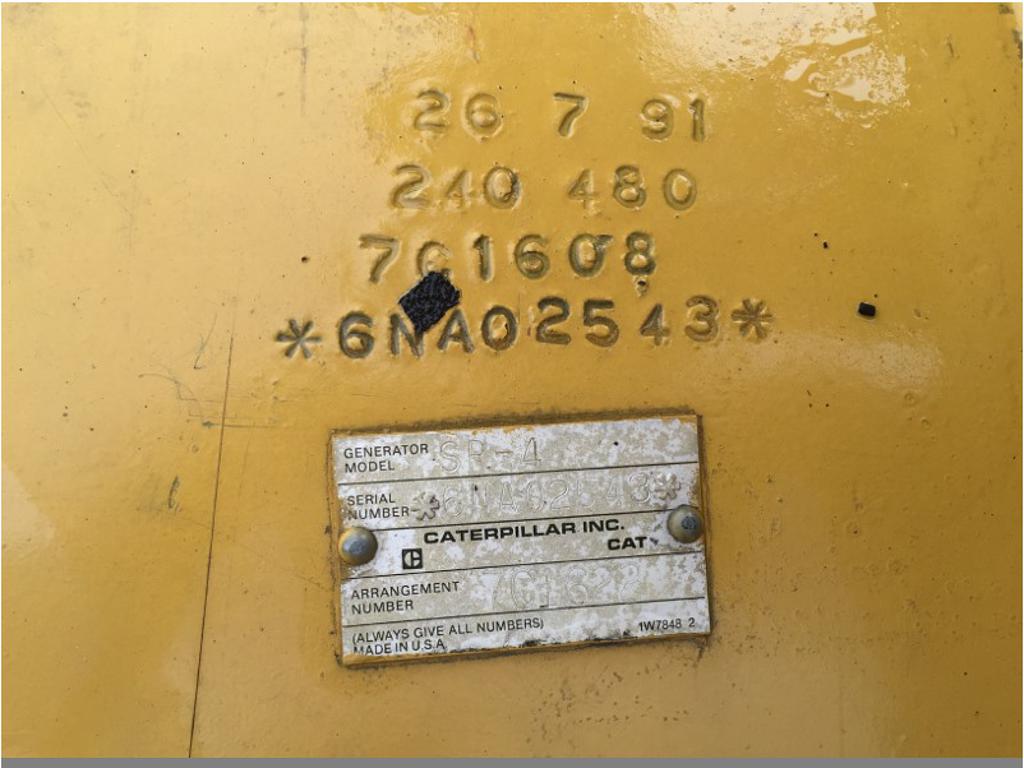 26 7 91
240 480
7C1608
*6NA02543*
GENERATOR MODEL SR-4
SERIAL NUMBER
CATERPILLAR INC.
CAT
ARRANGEMENT NUMBER
(ALWAYS GIVE ALL NUMBERS)
MADE IN U.S.A. 1W7848 2